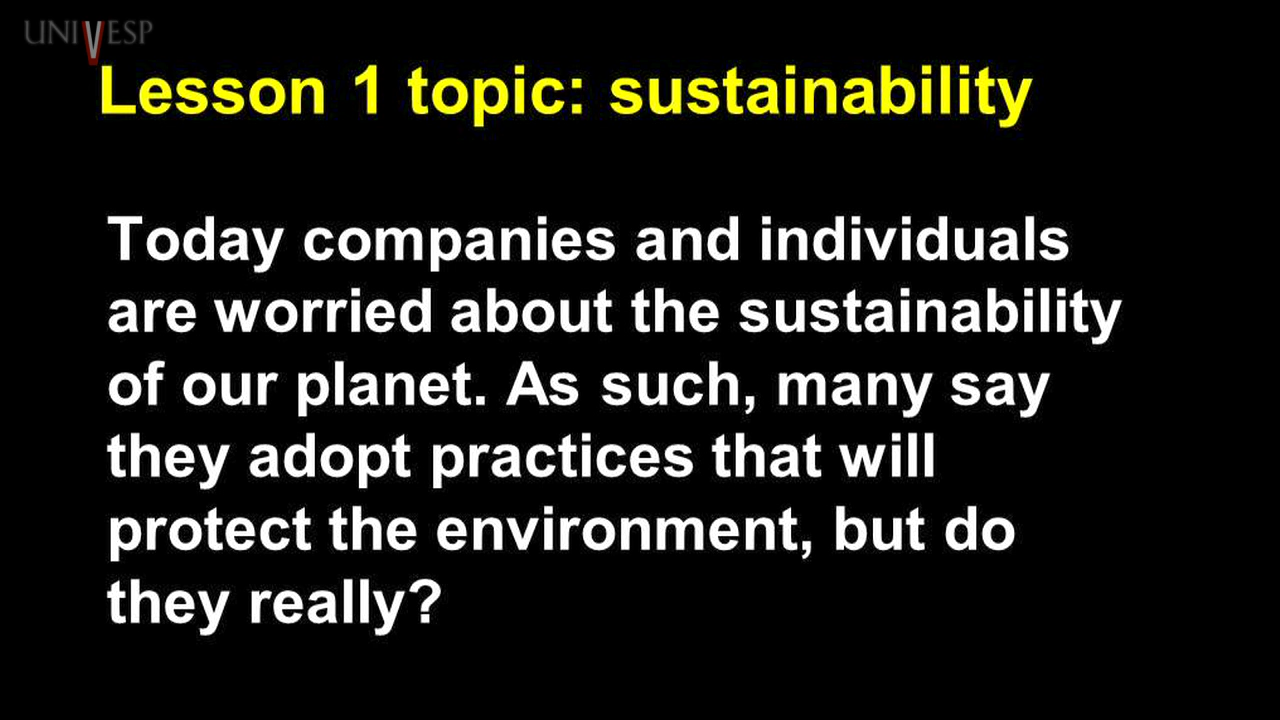 UNIVESP
Lesson 1 topic: sustainability
Today companies and individuals
are worried about the sustainability
of our planet. As such, many say
they adopt practices that will
protect the environment, but do
they really?